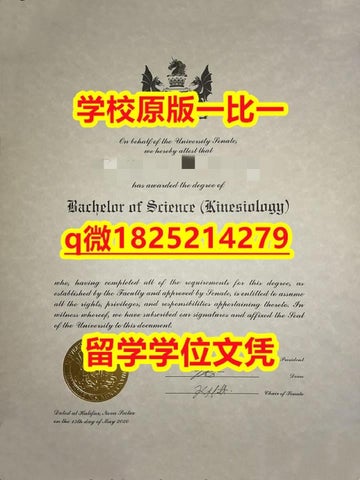 学校原版一比一
On behalf of the University Senate,
we hereby attest that
has awarded the degree of
Bachelor of Science (Kinesiology)
q微1825214279
who, having completed all of the requirements for this degree, as
established by the Faculty and approved by Senate, is entitled to assume
all the rights, privileges, and responsibilities appertaining thereto. In
witness whereof, we have subscribed our signatures and affixed the Seal
of the University to this document.
留学学位文凭
President
Dean
Chair of Senate
Dated at Halifax, Nova Scotia
on the 15th day of May 2020